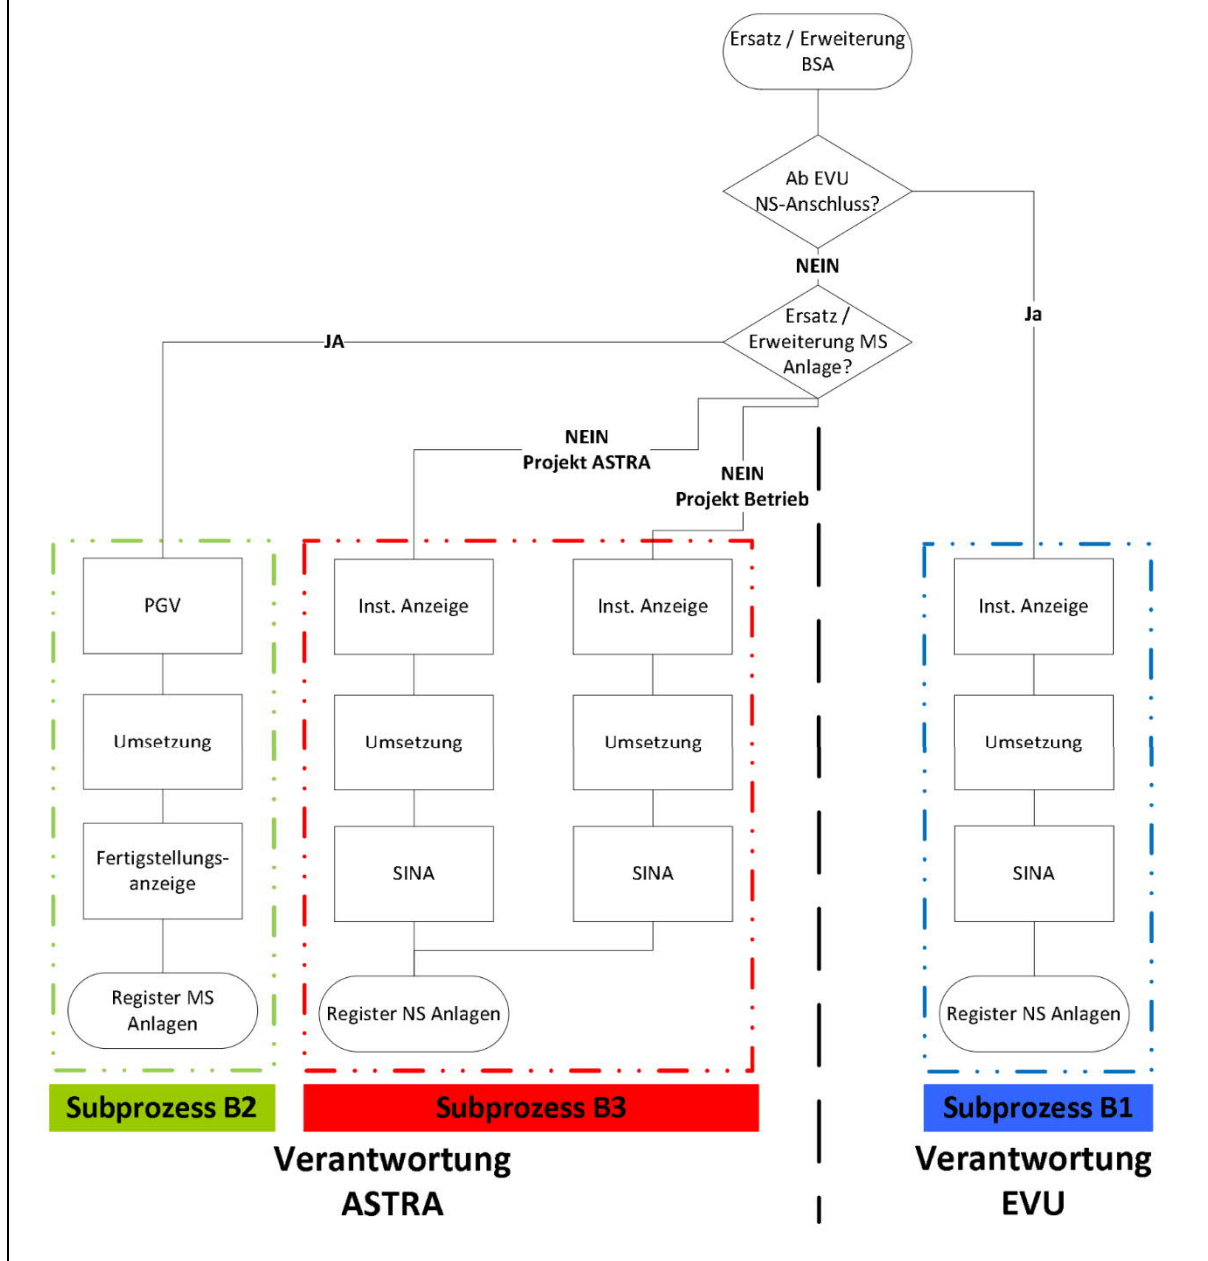 Ersatz / Erweiterung
BSA
Ab EVU
NS-Anschluss?
NEIN
Ja
Ersatz /
Erweiterung MS
Anlage?
JA
NEIN
Projekt ASTRA
NEIN
Projekt Betrieb
PGV
Umsetzung
Fertigstellungs-
anzeige
Register MS
Anlagen
Subprozess B2
Inst. Anzeige
Umsetzung
SINA
Inst. Anzeige
Umsetzung
SINA
Register NS Anlagen
Subprozess B3
Verantwortung
ASTRA
Inst. Anzeige
Umsetzung
SINA
Register NS Anlagen
Subprozess B1
Verantwortung
EVU